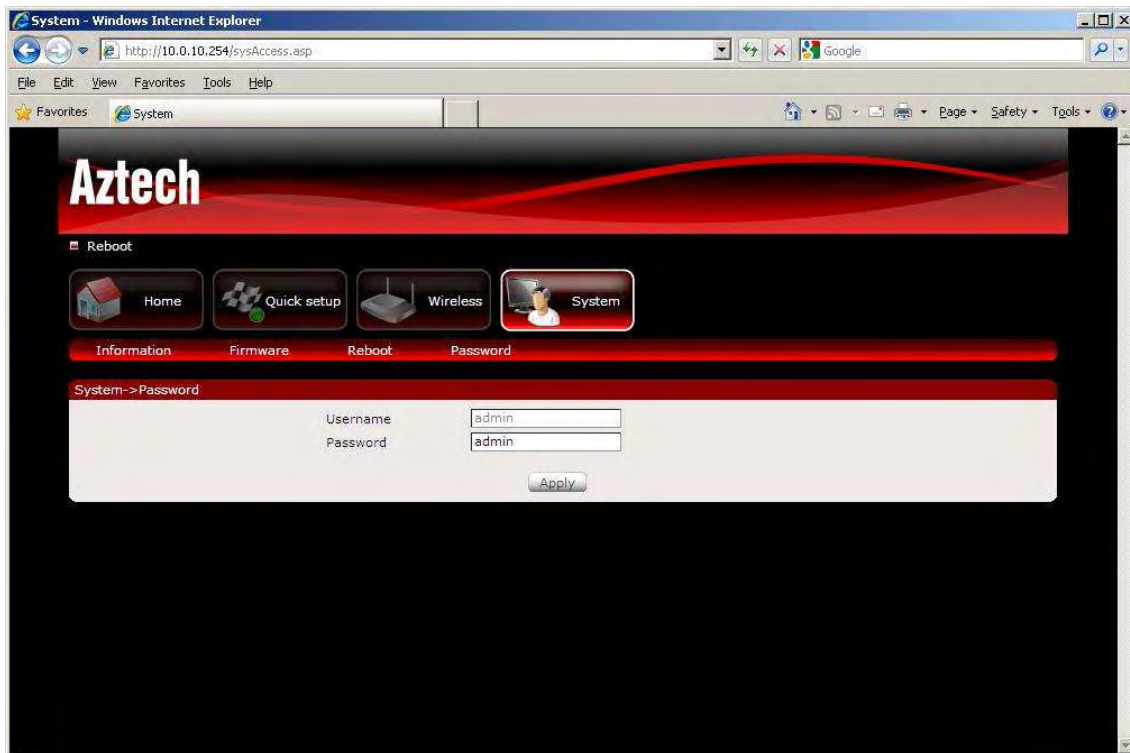 System - Windows Internet Explorer
http://10.0.10.254/sysAccess.asp
Google
File Edit View Favorites Tools Help
Favorites System Page Safety Tools
Aztech
Reboot
Home Quick setup Wireless System
Information Firmware Reboot Password
System->Password
Username admin
Password admin
Apply